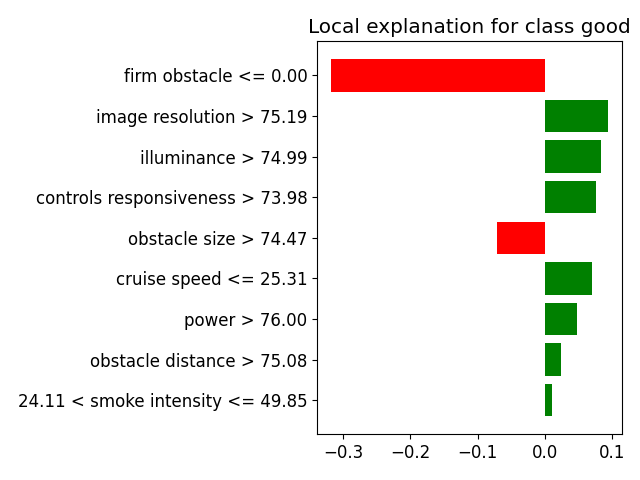 Local explanation for class good
firm obstacle <= 0.00
image resolution > 75.19
illuminance > 74.99
controls responsiveness > 73.98
obstacle size > 74.47
cruise speed <= 25.31
power > 76.00
obstacle distance > 75.08
24.11 < smoke intensity <= 49.85
−0.3 −0.2 −0.1 0.0 0.1